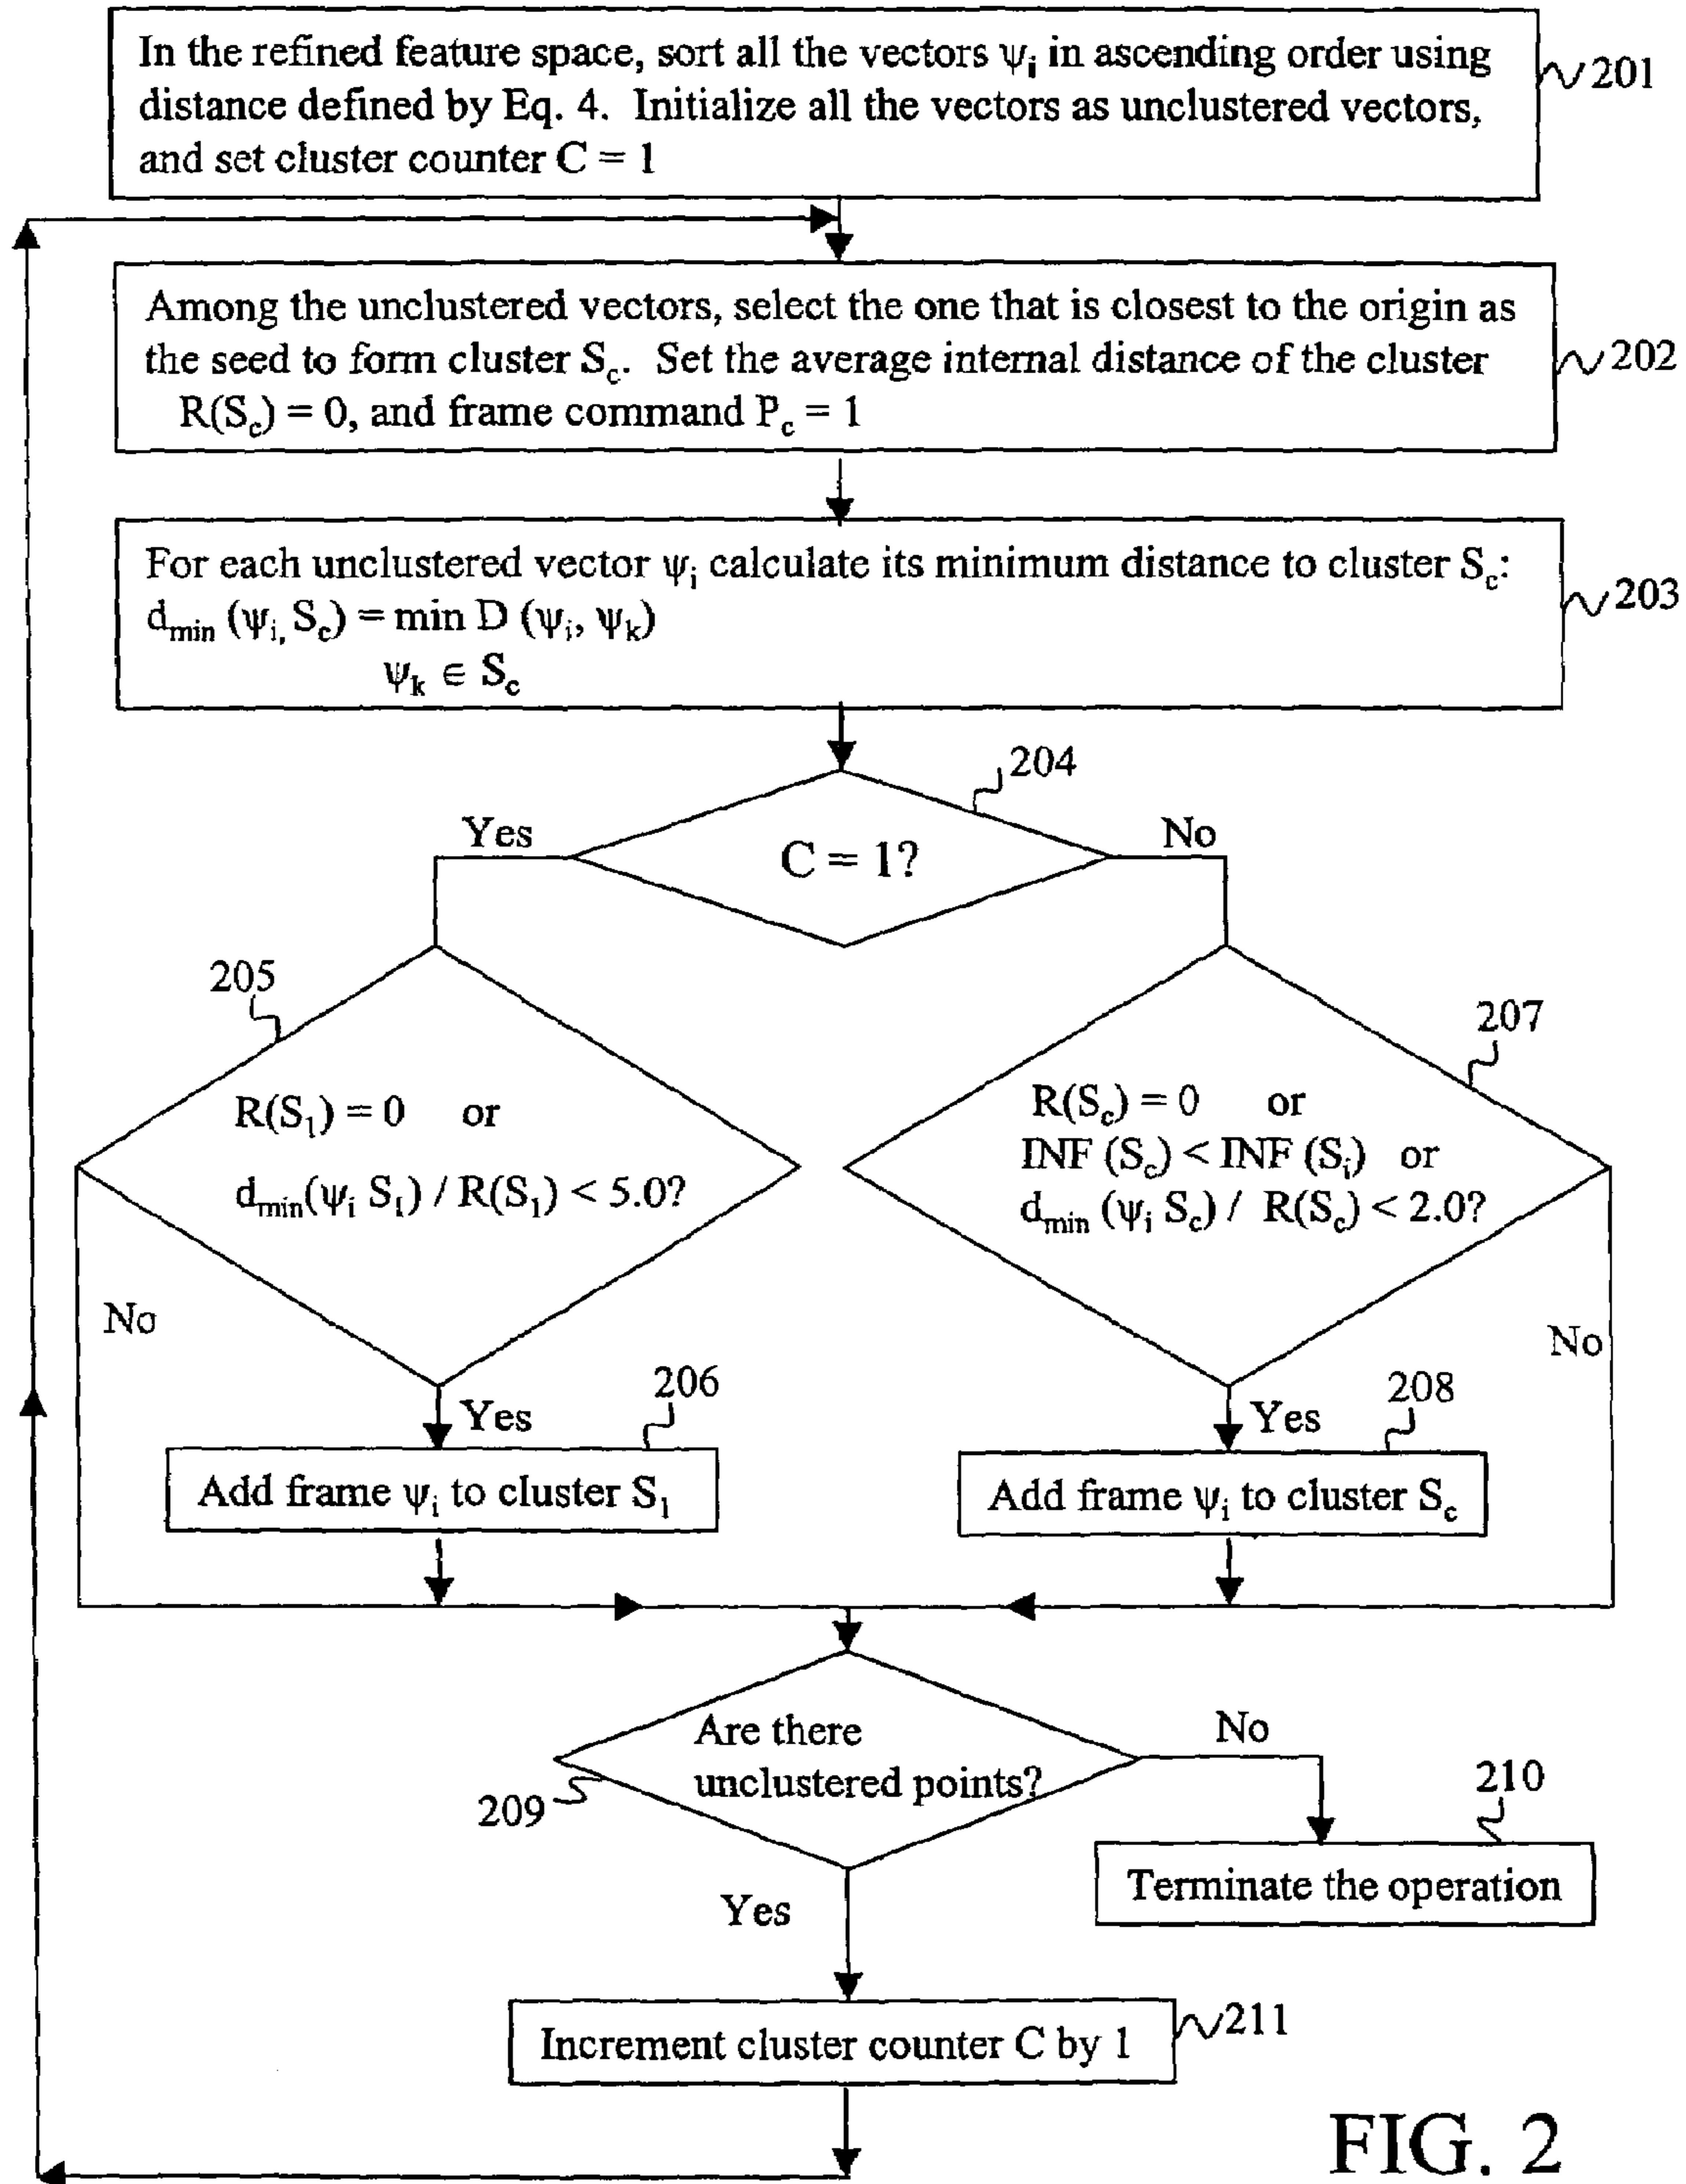 In the refined feature space, sort all the vectors ψi in ascending order using
distance defined by Eq. 4. Initialize all the vectors as unclustered vectors,
and set cluster counter C = 1
201
Among the unclustered vectors, select the one that is closest to the origin as
the seed to form cluster Sc. Set the average internal distance of the cluster
R(Sc) = 0, and frame command Pc = 1
202
For each unclustered vector ψi calculate its minimum distance to cluster Sc:
dmin (ψi, Sc) = min D (ψi, ψk)
ψk ∈ Sc
203
204
Yes
C = 1?
No
205
207
R(S1) = 0 or
dmin(ψi S1) / R(S1) < 5.0?
R(Sc) = 0 or
INF (Sc) < INF (Si) or
dmin (ψi Sc) / R(Sc) < 2.0?
No
No
Yes
206
Yes
208
Add frame ψi to cluster S1
Add frame ψi to cluster Sc
Are there
unclustered points?
209
No
210
Terminate the operation
Yes
Increment cluster counter C by 1
211
FIG. 2